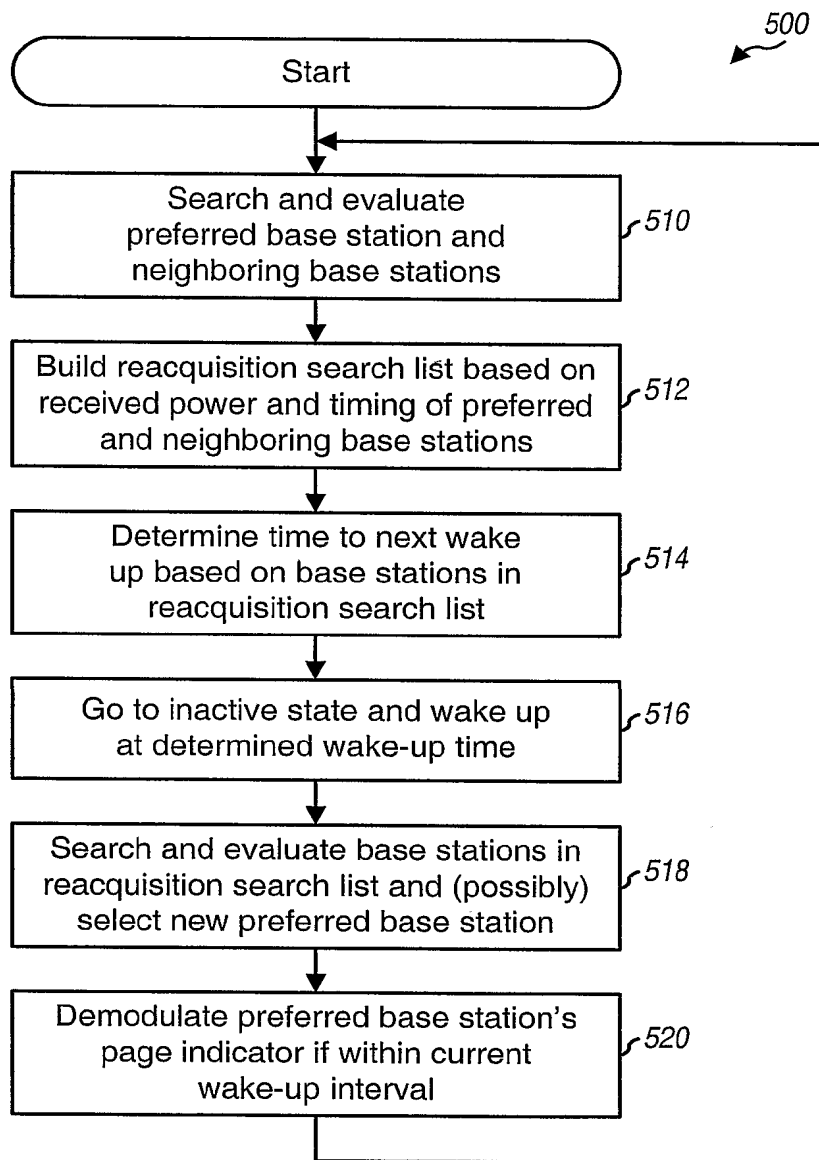 500
Start
Search and evaluate
preferred base station and
neighboring base stations
510
Build reacquisition search list based on
received power and timing of preferred
and neighboring base stations
512
Determine time to next wake
up based on base stations in
reacquisition search list
514
Go to inactive state and wake up
at determined wake-up time
516
Search and evaluate base stations in
reacquisition search list and (possibly)
select new preferred base station
518
Demodulate preferred base station's
page indicator if within current
wake-up interval
520